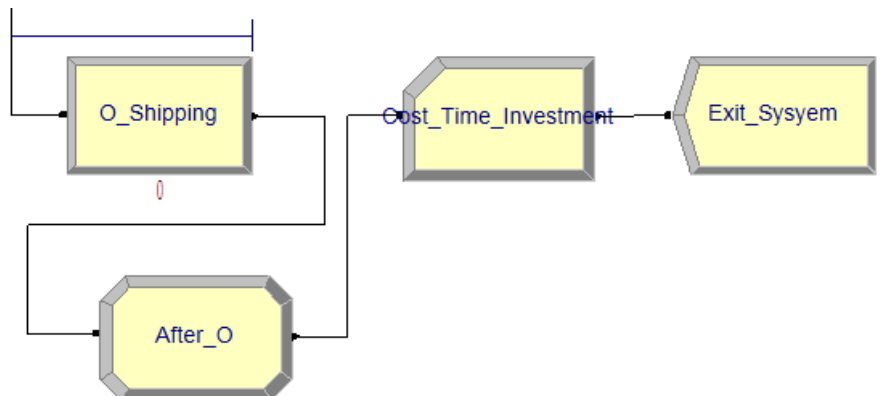 O_Shipping
0
Cost_Time_Investment
Exit_Sysyem
After_O